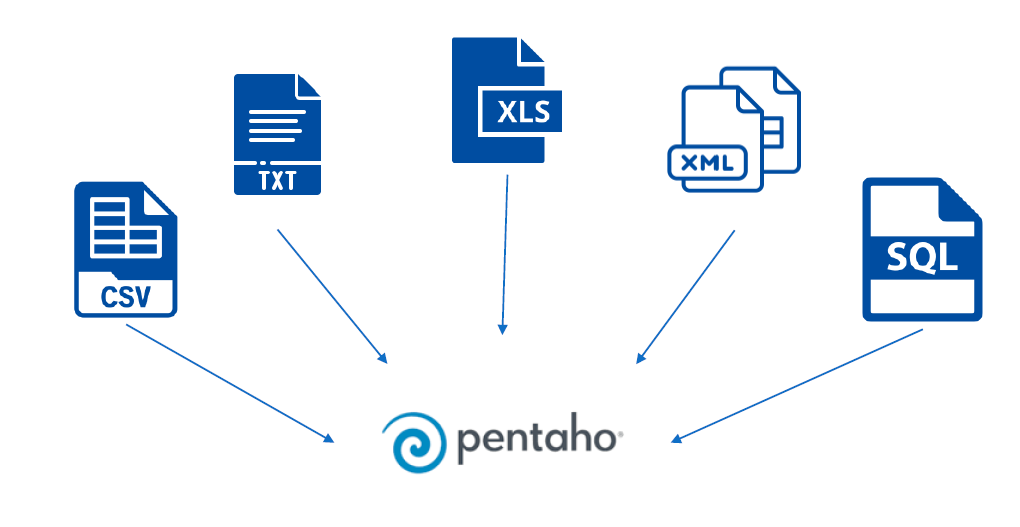 CSV
TXT
XLS
XML
SQL
pentaho®